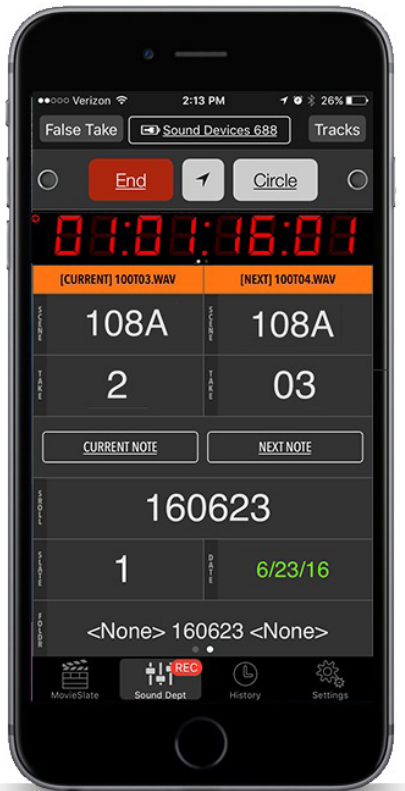 Verizon 2:13 PM 26%
False Take Sound Devices 688 Tracks
End Circle
01:01:16:01
[CURRENT] 100T03.WAV [NEXT] 100T04.WAV
SCENE 108A SCENE 108A
TAKE 2 TAKE 03
CURRENT NOTE NEXT NOTE
SROLL 160623
SLATE 1 DATE 6/23/16
FOLDR <None> 160623 <None>
REC
MovieSlate Sound Dept History Settings